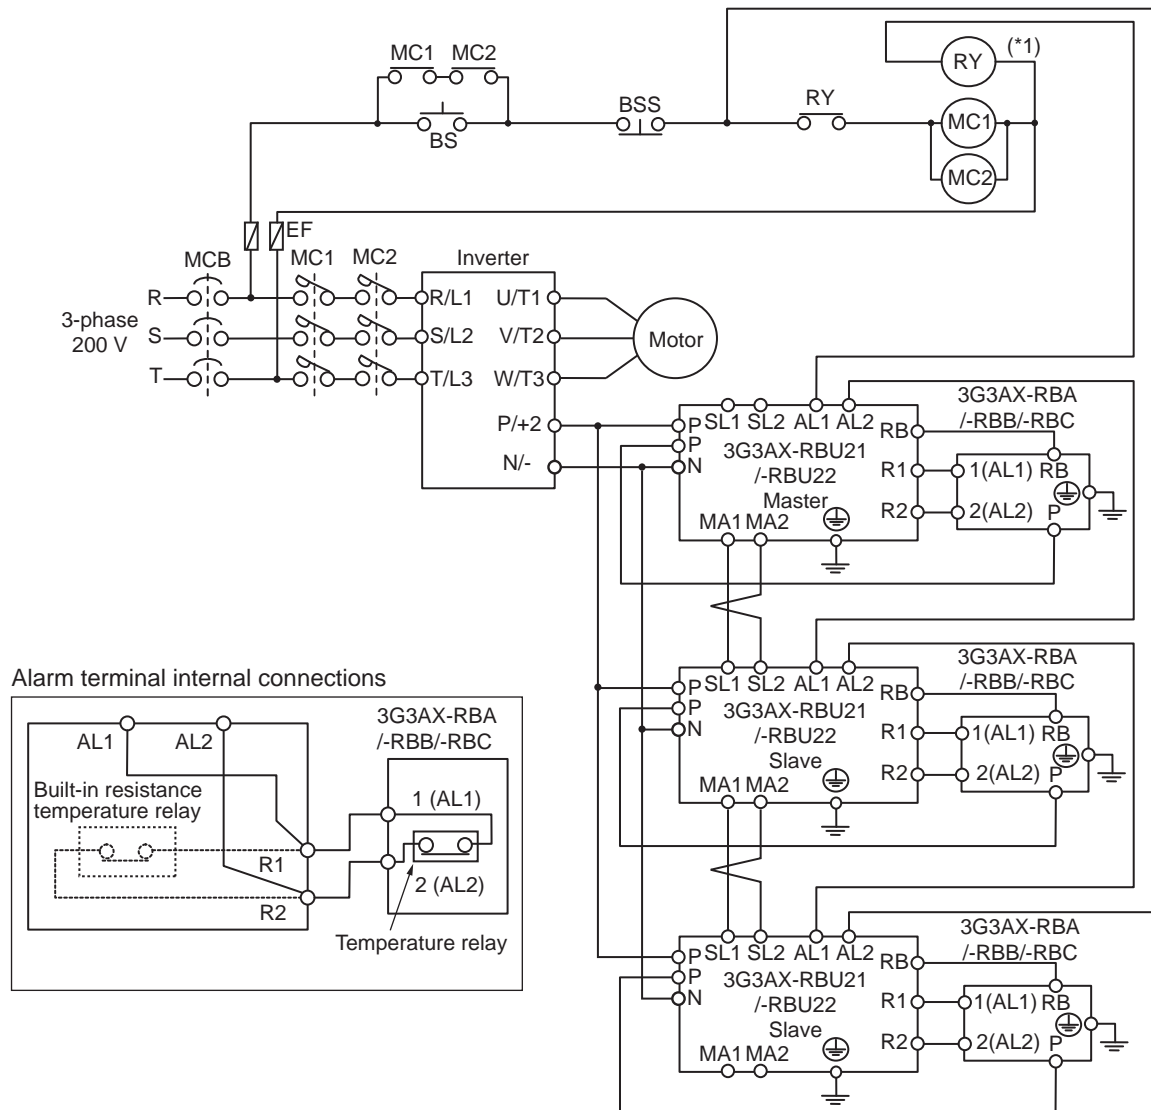 MC1 MC2
BS
BSS
RY
RY
(*1)
MC1
MC2
EF
MCB
MC1
MC2
Inverter
3-phase
200 V
R
S
T
R/L1
S/L2
T/L3
U/T1
V/T2
W/T3
P/+2
N/-
Motor
SL1 SL2 AL1 AL2
P
P
N
3G3AX-RBU21
/-RBU22
Master
MA1 MA2
RB
R1
R2
3G3AX-RBA
/-RBB/-RBC
1(AL1) RB
2(AL2) P
SL1 SL2 AL1 AL2
P
P
N
3G3AX-RBU21
/-RBU22
Slave
MA1 MA2
RB
R1
R2
3G3AX-RBA
/-RBB/-RBC
1(AL1) RB
2(AL2) P
SL1 SL2 AL1 AL2
P
P
N
3G3AX-RBU21
/-RBU22
Slave
MA1 MA2
RB
R1
R2
3G3AX-RBA
/-RBB/-RBC
1(AL1) RB
2(AL2) P
Alarm terminal internal connections
AL1
AL2
Built-in resistance
temperature relay
R1
R2
3G3AX-RBA
/-RBB/-RBC
1 (AL1)
2 (AL2)
Temperature relay